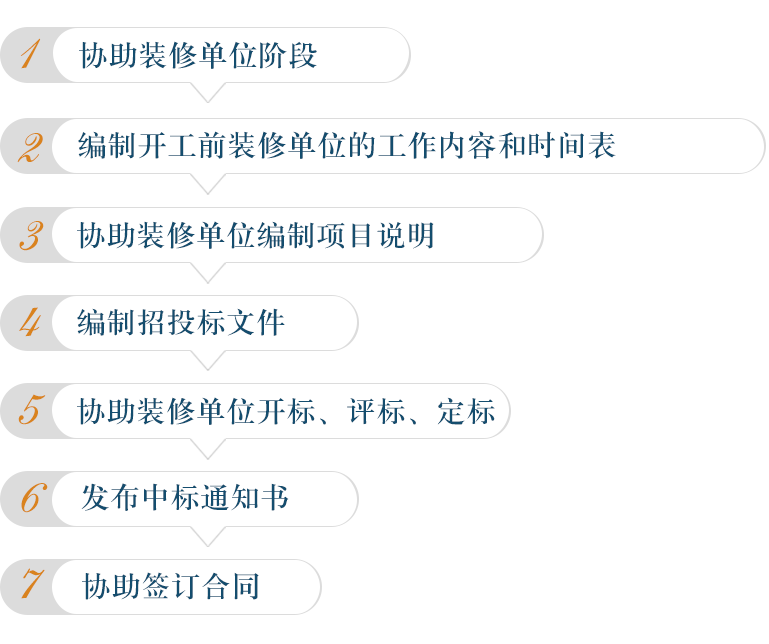 1 协助装修单位阶段
2 编制开工前装修单位的工作内容和时间表
3 协助装修单位编制项目说明
4 编制招投标文件
5 协助装修单位开标、评标、定标
6 发布中标通知书
7 协助签订合同